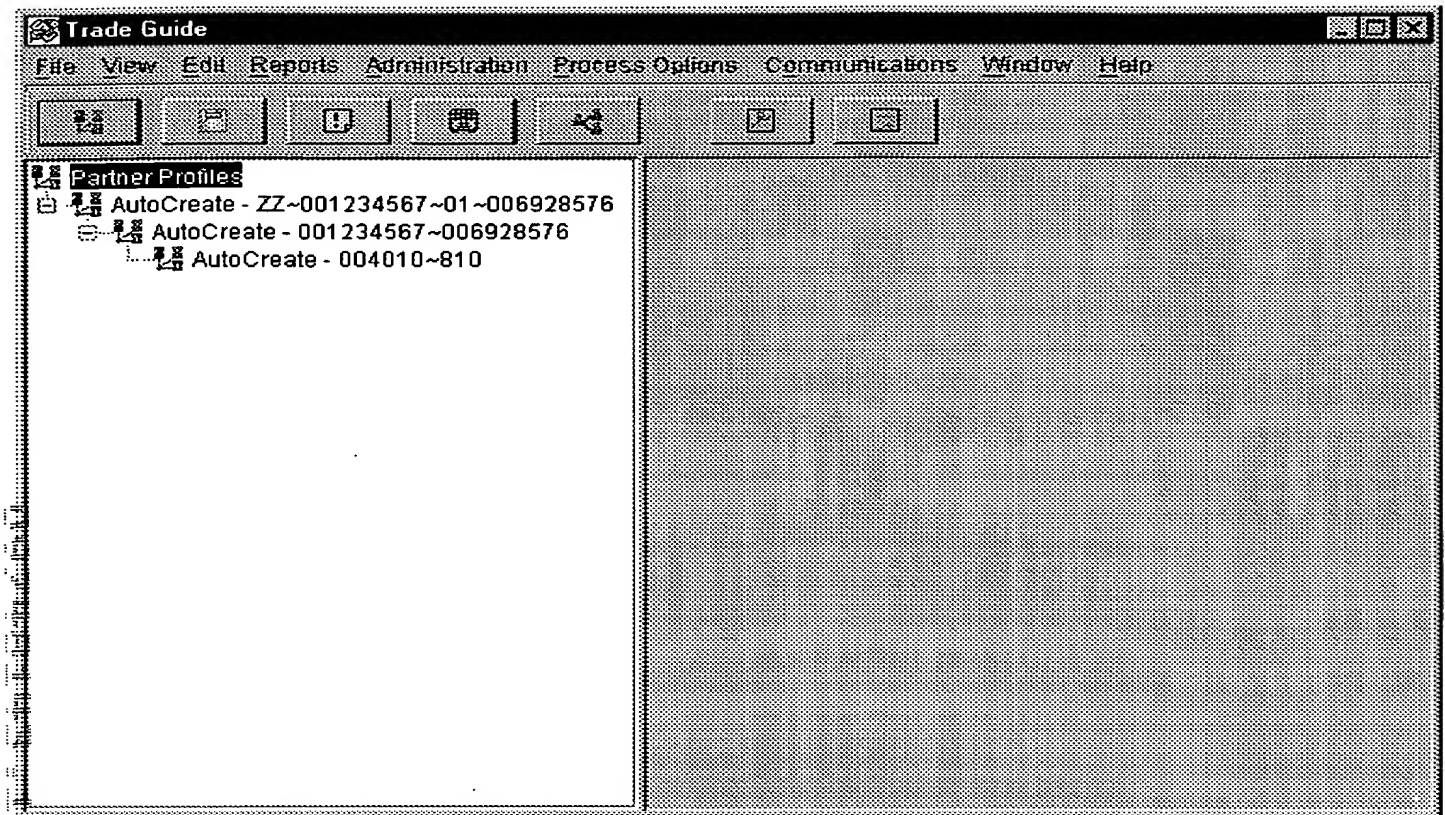 Trade Guide
File View Edit Reports Administration Process Options Communications Window Help
Partner Profiles
AutoCreate - ZZ~001234567~01~006928576
AutoCreate - 001234567~006928576
AutoCreate - 004010~810